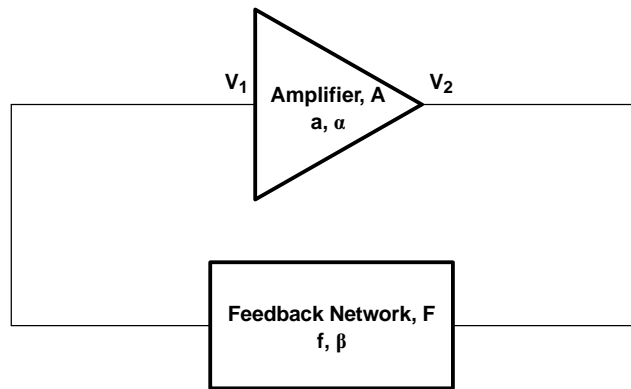 V1
Amplifier, A
a, α
V2
Feedback Network, F
f, β